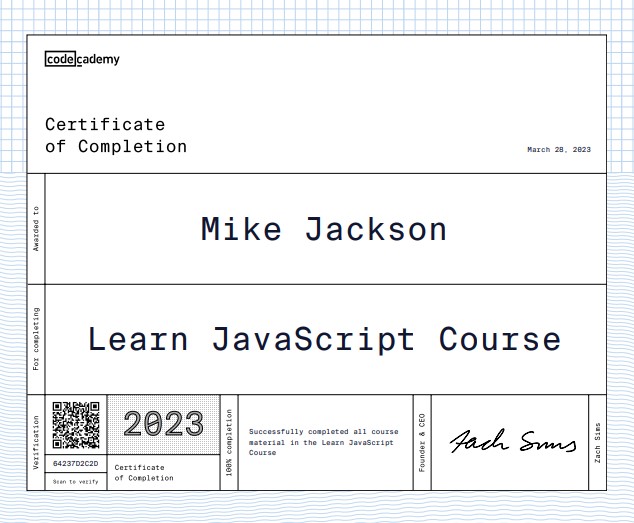 codecademy
Certificate
of Completion
March 28, 2023
Awarded to
Mike Jackson
For completing
Learn JavaScript Course
Verification
64237D2C2D
Scan to verify
2023
Certificate
of Completion
100% completion
Successfully completed all course
material in the Learn JavaScript
Course
Founder & CEO
Zach Sims
Zach Sims